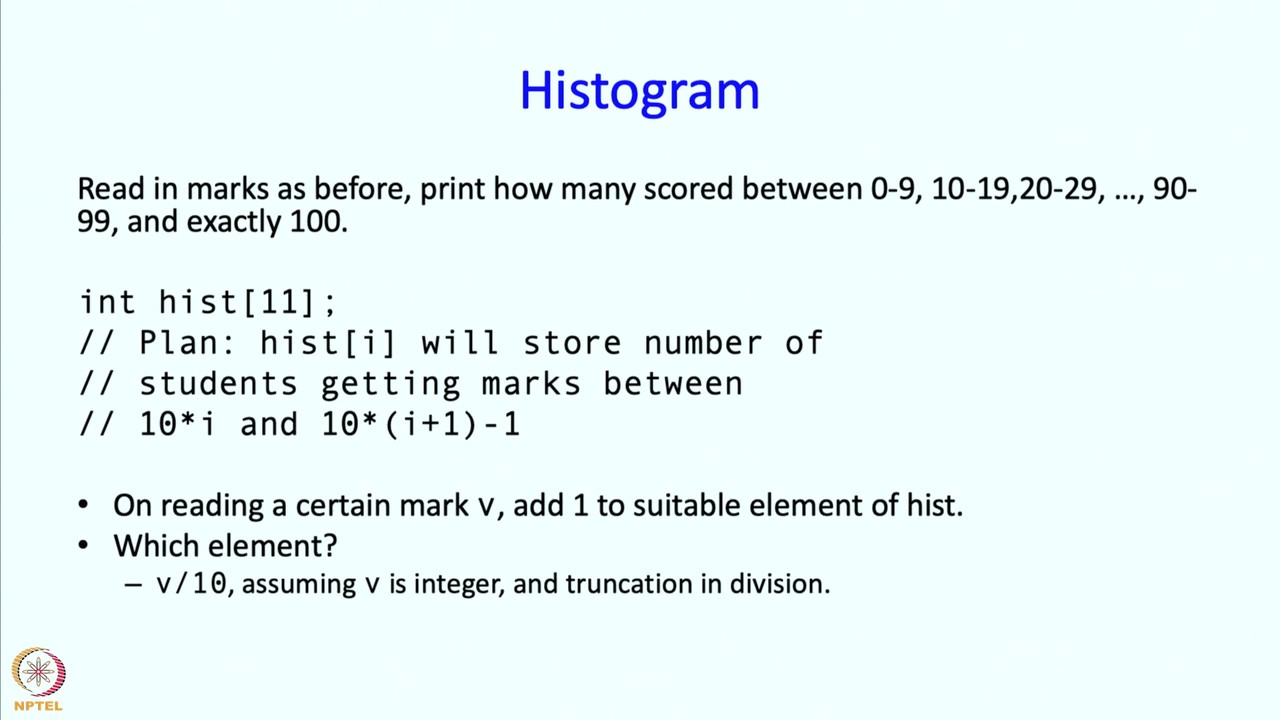 Histogram
Read in marks as before, print how many scored between 0-9, 10-19,20-29, ..., 90-
99, and exactly 100.
int hist[11];
// Plan: hist[i] will store number of
// students getting marks between
// 10*i and 10*(i+1)-1
• On reading a certain mark v, add 1 to suitable element of hist.
• Which element?
– v/10, assuming v is integer, and truncation in division.
NPTEL